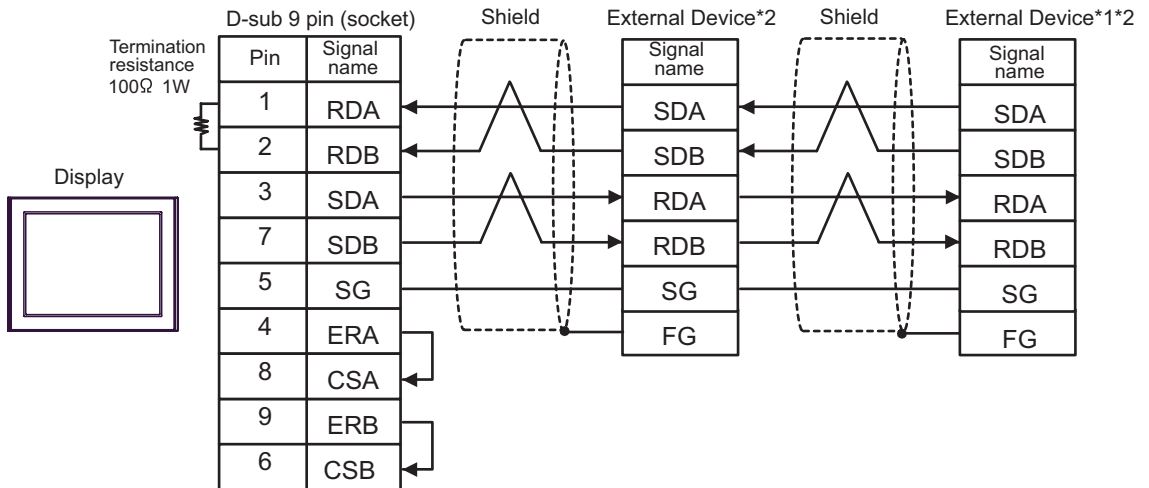 D-sub 9 pin (socket)
Shield
External Device*2
Shield
External Device*1*2
Termination
resistance
100Ω 1W
Pin
Signal
name
Signal
name
Signal
name
1
RDA
SDA
SDA
2
RDB
SDB
SDB
Display
3
SDA
RDA
RDA
7
SDB
RDB
RDB
5
SG
SG
SG
4
ERA
FG
FG
8
CSA
9
ERB
6
CSB